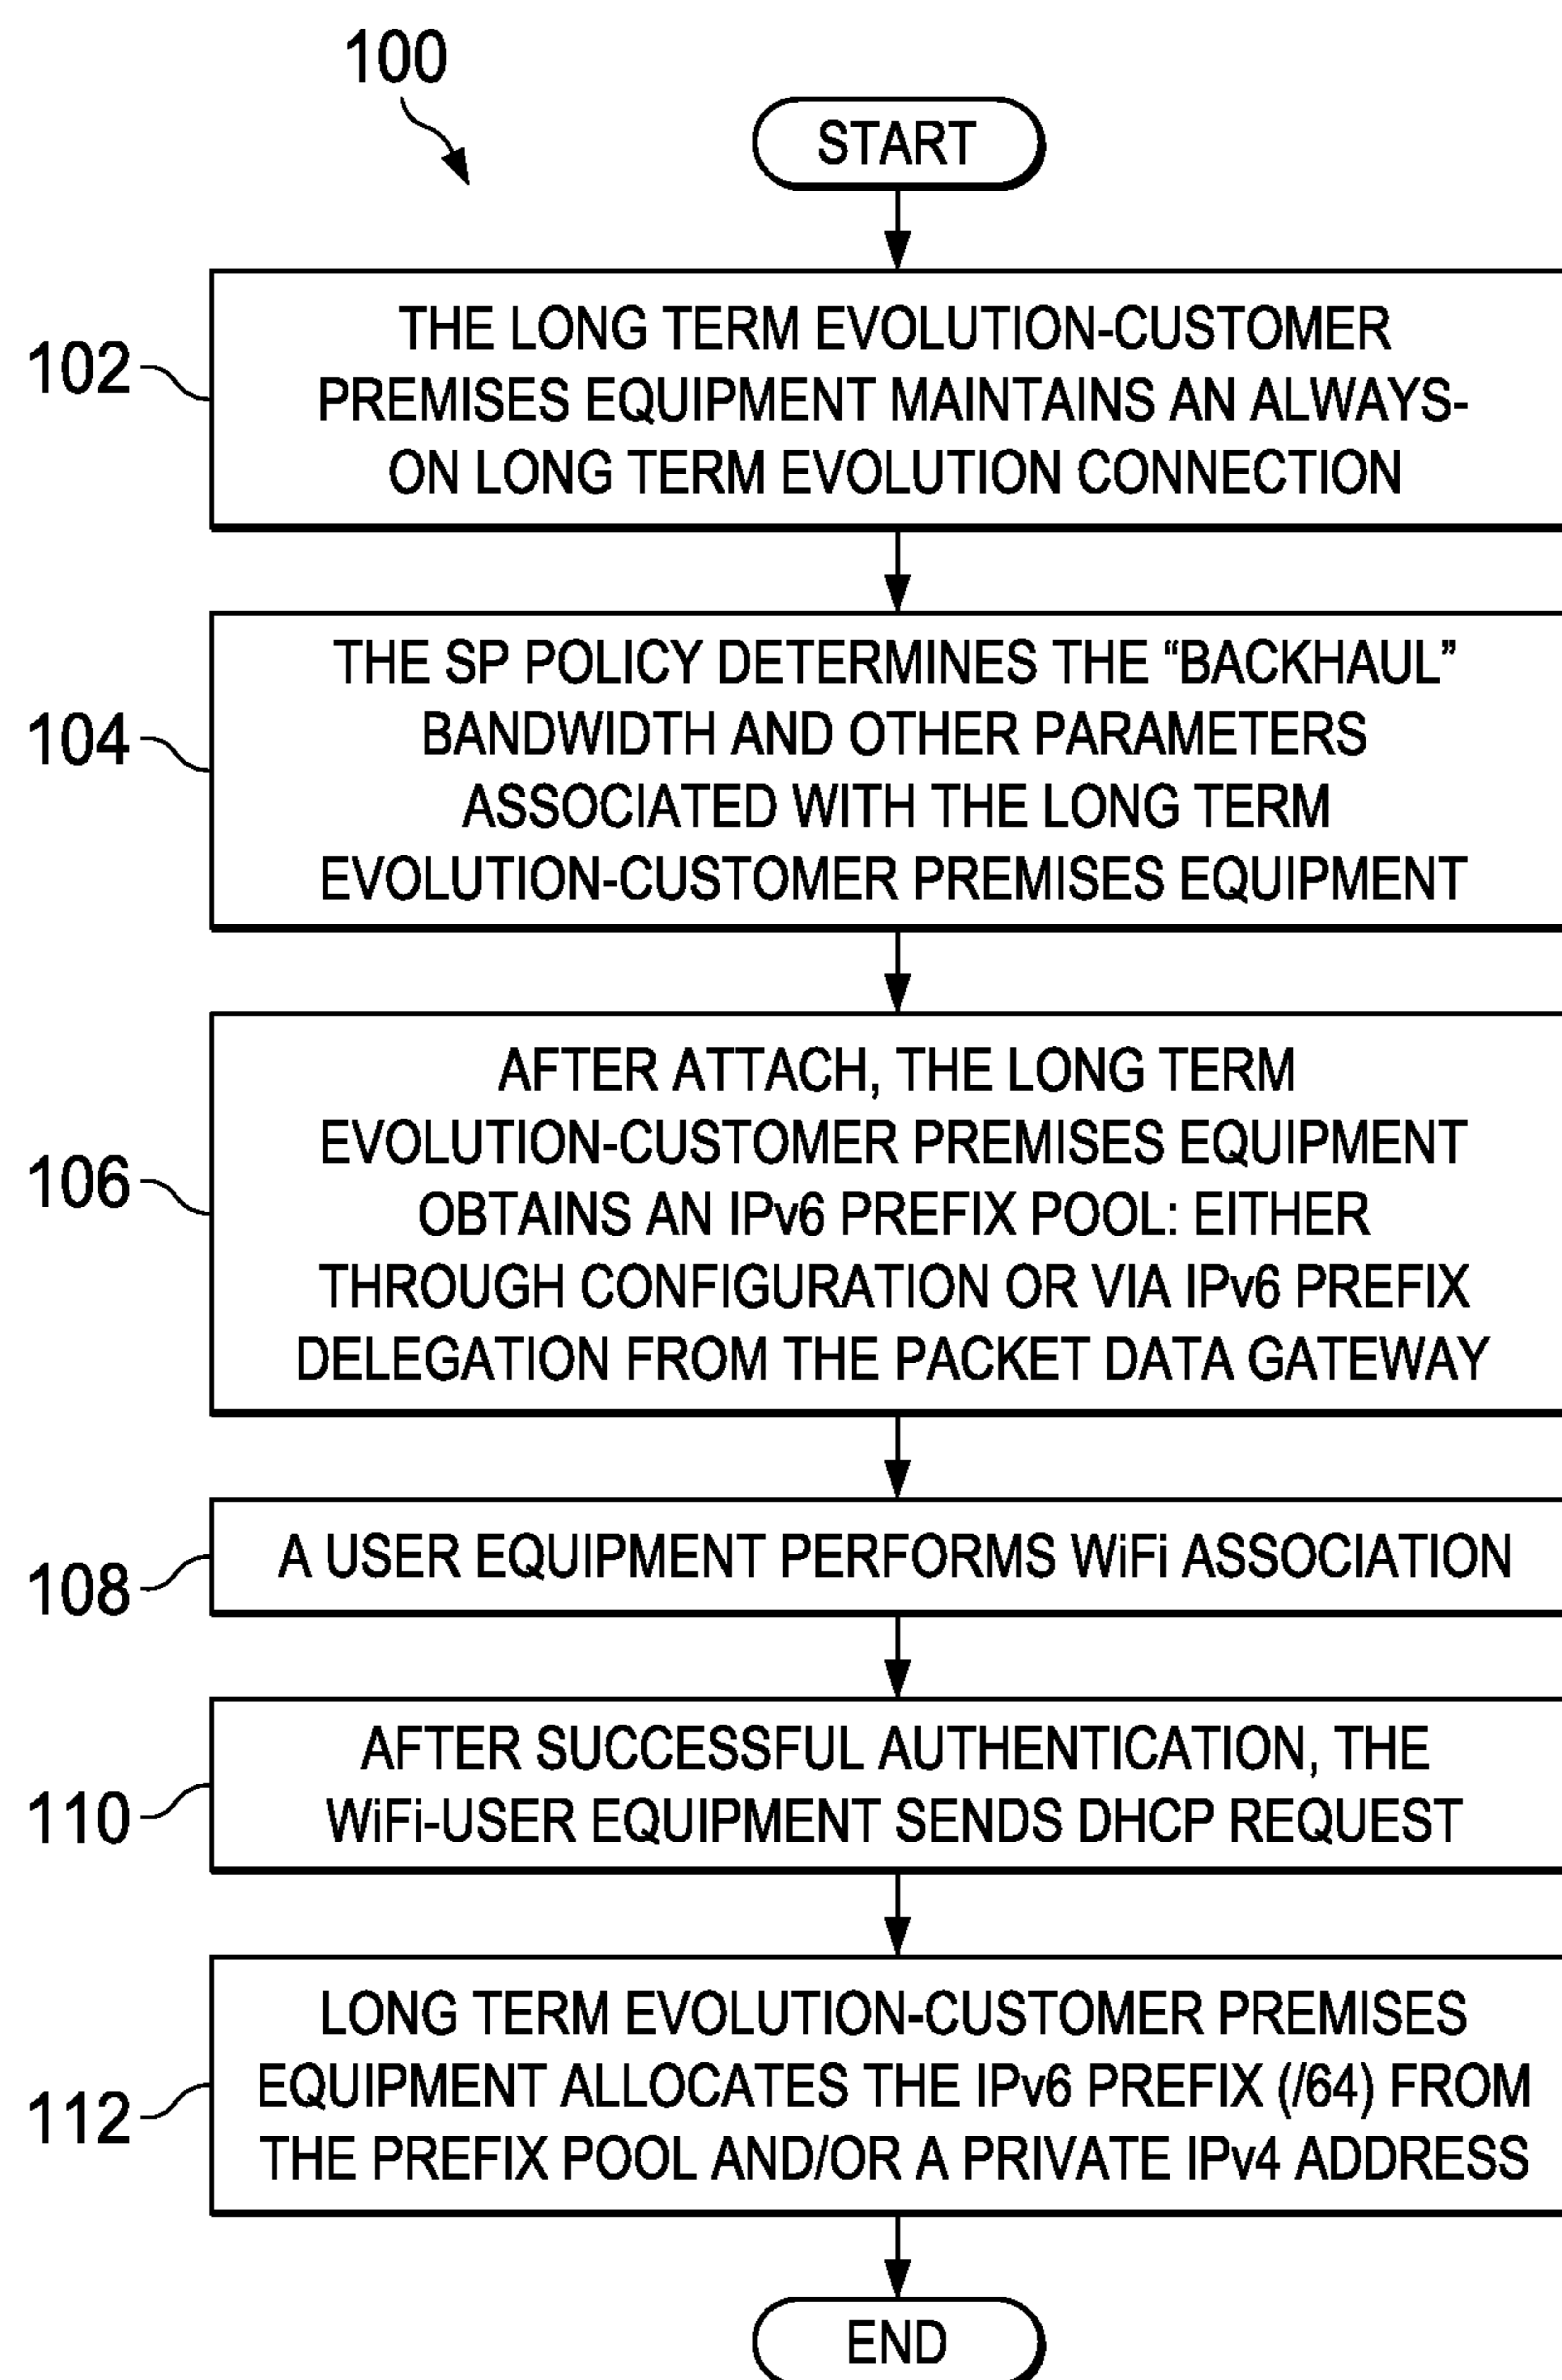 100
START
102
THE LONG TERM EVOLUTION-CUSTOMER
PREMISES EQUIPMENT MAINTAINS AN ALWAYS-
ON LONG TERM EVOLUTION CONNECTION
104
THE SP POLICY DETERMINES THE “BACKHAUL”
BANDWIDTH AND OTHER PARAMETERS
ASSOCIATED WITH THE LONG TERM
EVOLUTION-CUSTOMER PREMISES EQUIPMENT
106
AFTER ATTACH, THE LONG TERM
EVOLUTION-CUSTOMER PREMISES EQUIPMENT
OBTAINS AN IPv6 PREFIX POOL: EITHER
THROUGH CONFIGURATION OR VIA IPv6 PREFIX
DELEGATION FROM THE PACKET DATA GATEWAY
108
A USER EQUIPMENT PERFORMS WiFi ASSOCIATION
110
AFTER SUCCESSFUL AUTHENTICATION, THE
WiFi-USER EQUIPMENT SENDS DHCP REQUEST
112
LONG TERM EVOLUTION-CUSTOMER PREMISES
EQUIPMENT ALLOCATES THE IPv6 PREFIX (/64) FROM
THE PREFIX POOL AND/OR A PRIVATE IPv4 ADDRESS
END